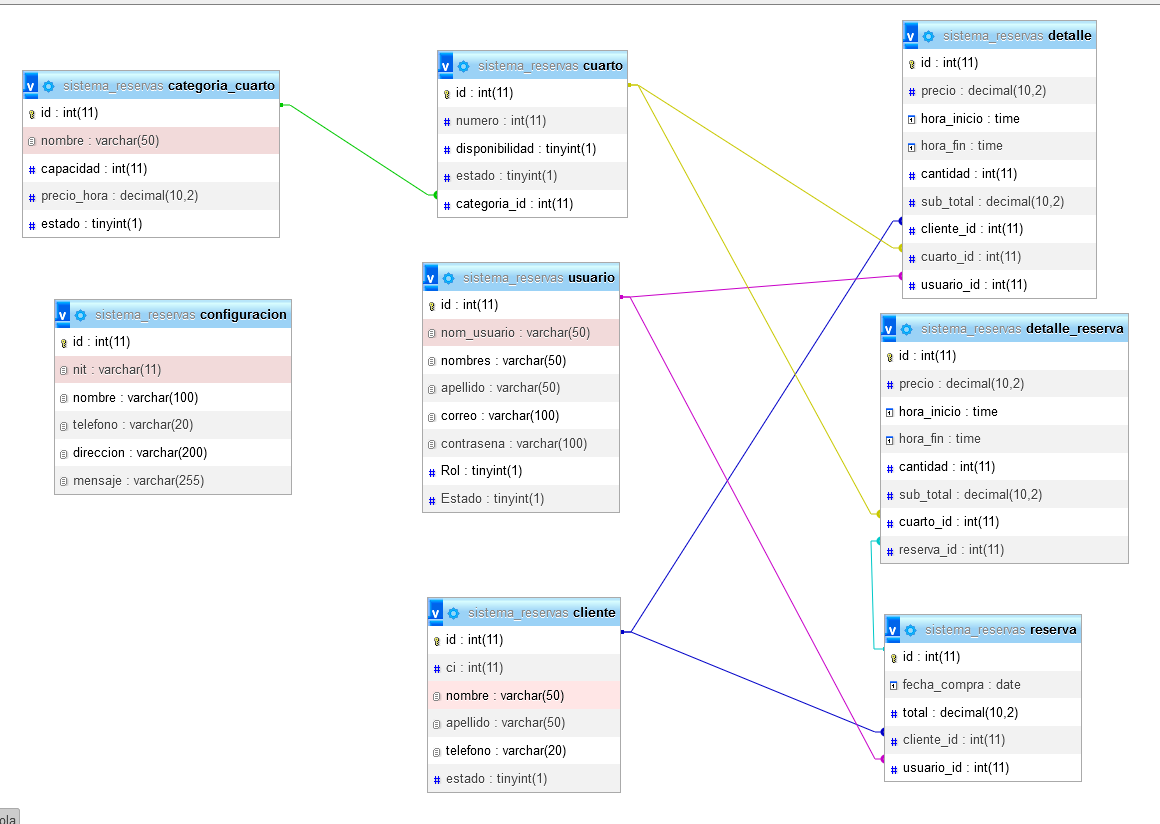 sistema_reservas categoria_cuarto
id : int(11)
nombre : varchar(50)
capacidad : int(11)
precio_hora : decimal(10,2)
estado : tinyint(1)
sistema_reservas configuracion
id : int(11)
nit : varchar(11)
nombre : varchar(100)
telefono : varchar(20)
direccion : varchar(200)
mensaje : varchar(255)
sistema_reservas cuarto
id : int(11)
numero : int(11)
disponibilidad : tinyint(1)
estado : tinyint(1)
categoria_id : int(11)
sistema_reservas usuario
id : int(11)
nom_usuario : varchar(50)
nombres : varchar(50)
apellido : varchar(50)
correo : varchar(100)
contrasena : varchar(100)
Rol : tinyint(1)
Estado : tinyint(1)
sistema_reservas cliente
id : int(11)
ci : int(11)
nombre : varchar(50)
apellido : varchar(50)
telefono : varchar(20)
estado : tinyint(1)
sistema_reservas detalle
id : int(11)
precio : decimal(10,2)
hora_inicio : time
hora_fin : time
cantidad : int(11)
sub_total : decimal(10,2)
cliente_id : int(11)
cuarto_id : int(11)
usuario_id : int(11)
sistema_reservas detalle_reserva
id : int(11)
precio : decimal(10,2)
hora_inicio : time
hora_fin : time
cantidad : int(11)
sub_total : decimal(10,2)
cuarto_id : int(11)
reserva_id : int(11)
sistema_reservas reserva
id : int(11)
fecha_compra : date
total : decimal(10,2)
cliente_id : int(11)
usuario_id : int(11)
ola